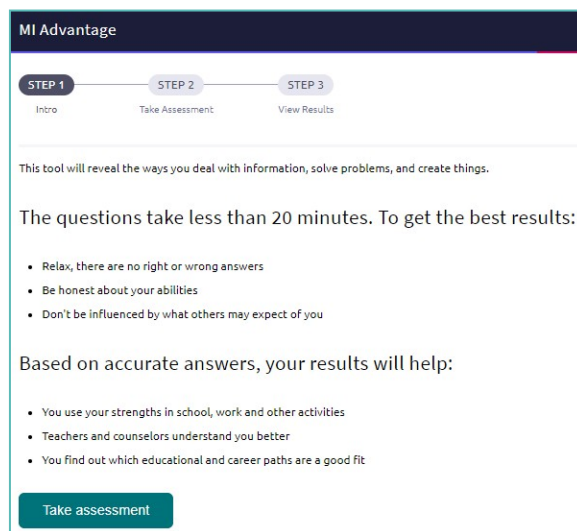 MI Advantage
STEP 1 STEP 2 STEP 3
Intro Take Assessment View Results
This tool will reveal the ways you deal with information, solve problems, and create things.
The questions take less than 20 minutes. To get the best results:
• Relax, there are no right or wrong answers
• Be honest about your abilities
• Don't be influenced by what others may expect of you
Based on accurate answers, your results will help:
• You use your strengths in school, work and other activities
• Teachers and counselors understand you better
• You find out which educational and career paths are a good fit
Take assessment